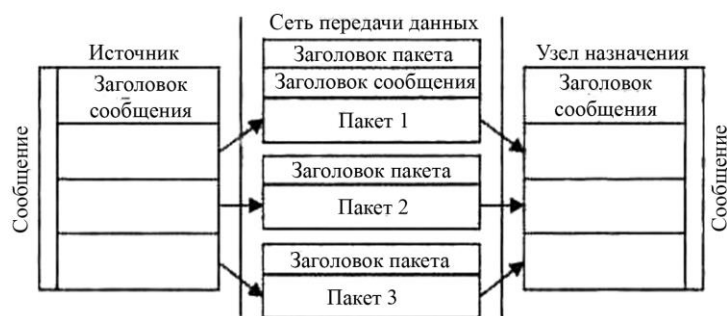 Сеть передачи данных
Источник
Заголовок пакета
Узел назначения
Заголовок
сообщения
Заголовок сообщения
Заголовок
сообщения
Пакет 1
Сообщение
Заголовок пакета
Пакет 2
Сообщение
Заголовок пакета
Пакет 3